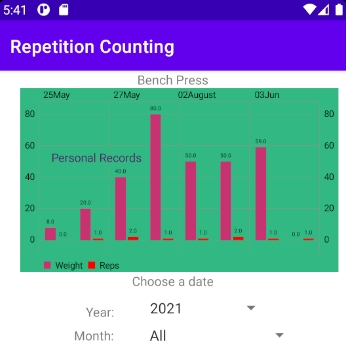 5:41
Repetition Counting
Bench Press
25May 27May 02August 03Jun
80 80.0 80
60 59.0 60
50.0 50.0
Personal Records
40 40.0 40
20 20.0 20
8.0
0 0.0 1.0 2.0 1.0 1.0 2.0 1.0 0.0 1.0 0
Weight Reps
Choose a date
Year: 2021
Month: All